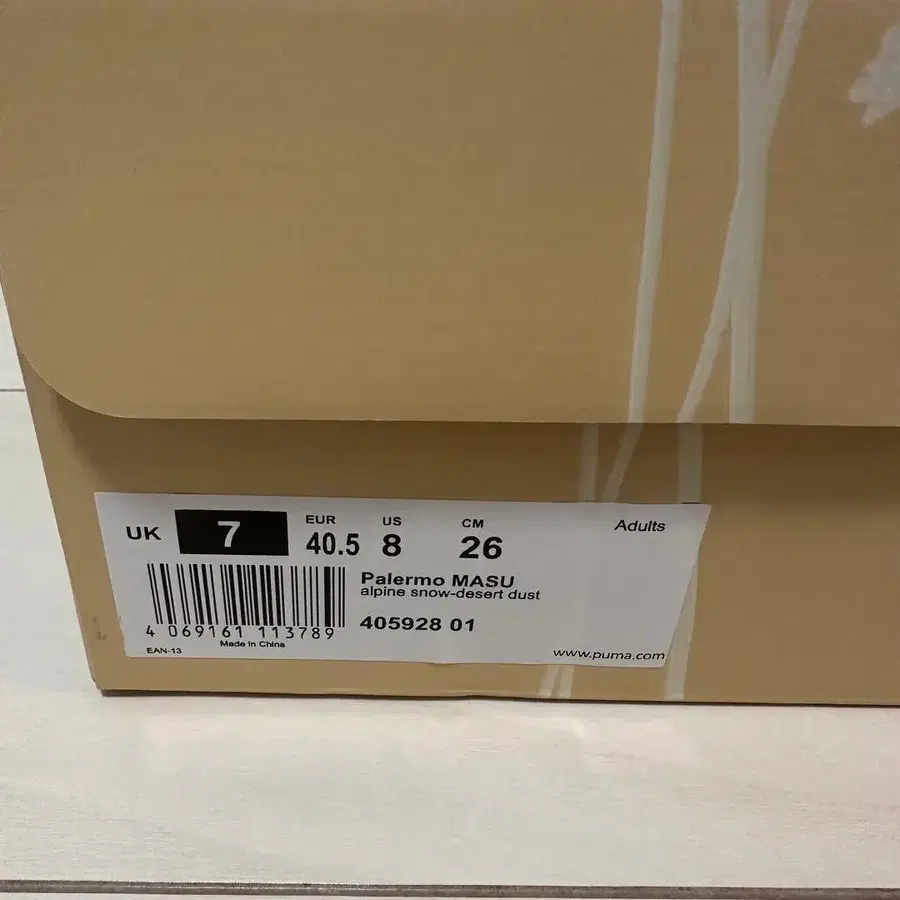 UK 7 EUR 40.5 US 8 CM 26 Adults
Palermo MASU
alpine snow-desert dust
405928 01
4 069161 113789
Made in China
EAN-13
www.puma.com